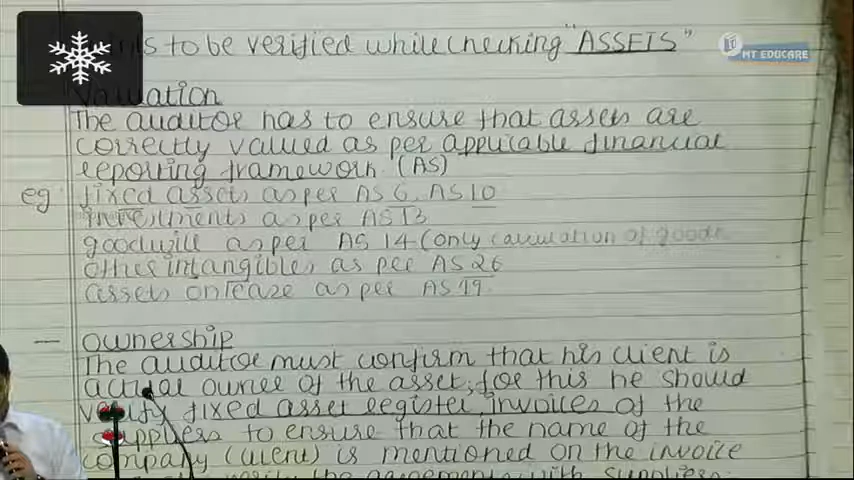 to be verified while checking "ASSETS"
MT EDUCARE
Valuation
The auditor has to ensure that assets are
correctly valued as per applicable financial
reporting framework (AS)
eg fixed assets as per AS 6, AS 10
investments as per AS 13
goodwill as per AS 14 (only calculation of
other intangibles as per AS 26
assets on lease as per AS 19
— ownership
The auditor must confirm that his client is
actual owner of the asset, for this he should
verify fixed asset register, invoices of the
suppliers to ensure that the name of the
company (client) is mentioned on the invoice
verify the agreements with suppliers